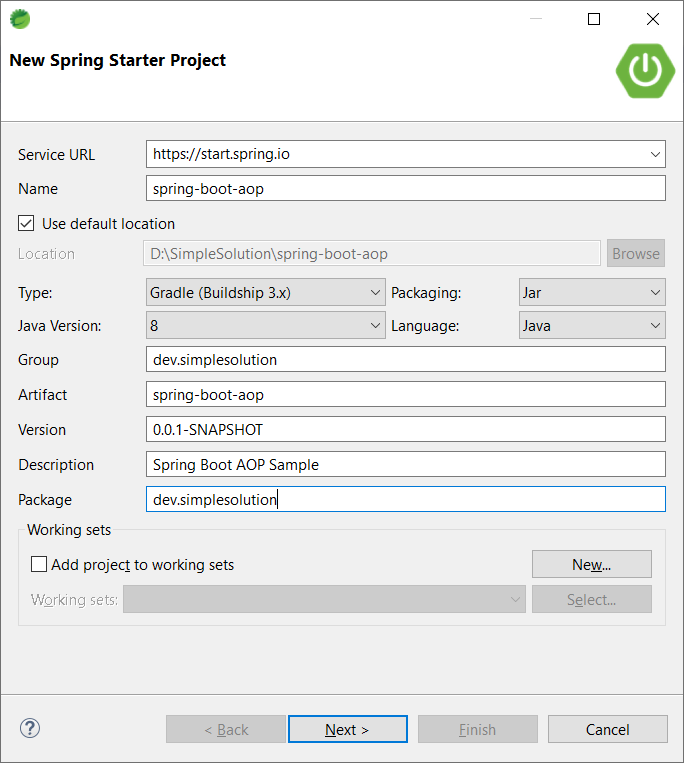 New Spring Starter Project
Service URL https://start.spring.io
Name spring-boot-aop
Use default location
Location D:\SimpleSolution\spring-boot-aop Browse
Type: Gradle (Buildship 3.x) Packaging: Jar
Java Version: 8 Language: Java
Group dev.simplesolution
Artifact spring-boot-aop
Version 0.0.1-SNAPSHOT
Description Spring Boot AOP Sample
Package dev.simplesolution
Working sets
Add project to working sets New...
Working sets: Select...
? < Back Next > Finish Cancel